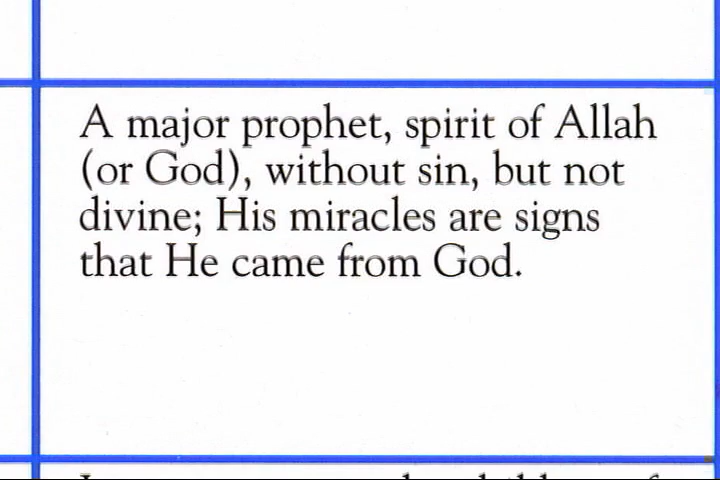 A major prophet, spirit of Allah
(or God), without sin, but not
divine; His miracles are signs
that He came from God.